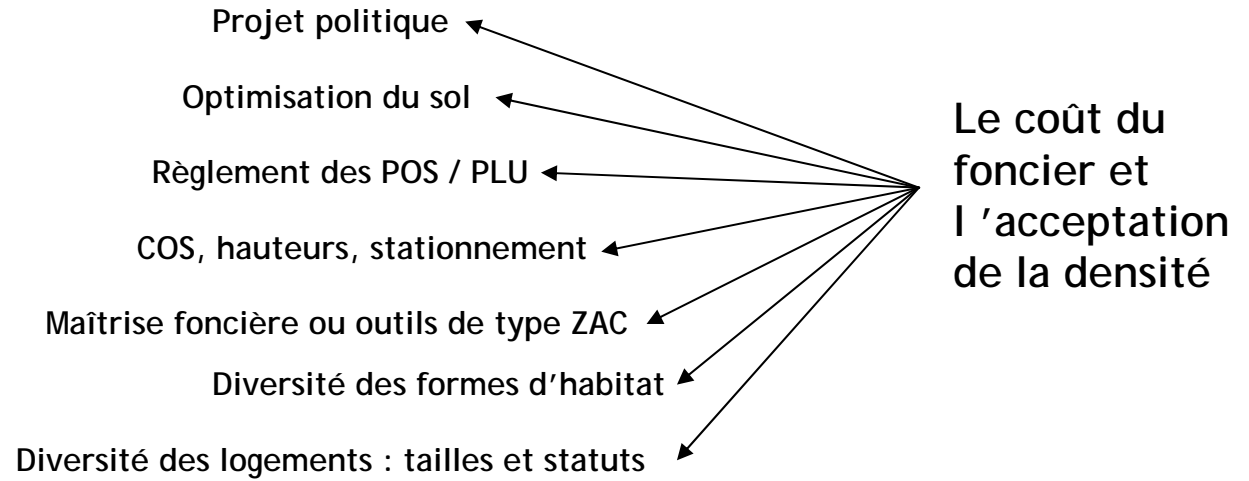 Projet politique
Optimisation du sol
Règlement des POS / PLU
COS, hauteurs, stationnement
Maîtrise foncière ou outils de type ZAC
Diversité des formes d'habitat
Diversité des logements : tailles et statuts
Le coût du
foncier et
l ’acceptation
de la densité